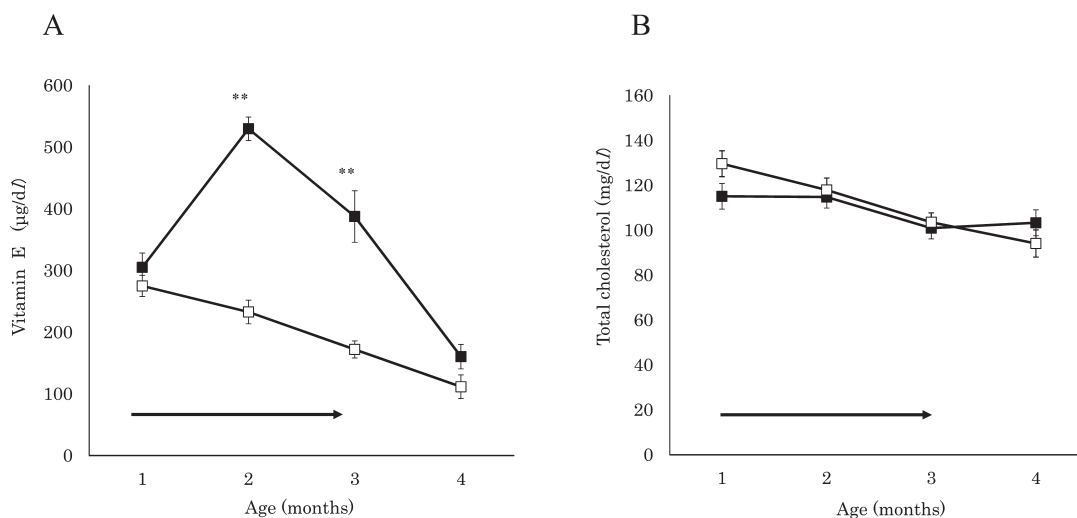 A
600
500
400
300
200
100
0
Vitamin E (µg/dl)
**
**
1 2 3 4
Age (months)
B
160
140
120
100
80
60
40
20
0
Total cholesterol (mg/dl)
1 2 3 4
Age (months)